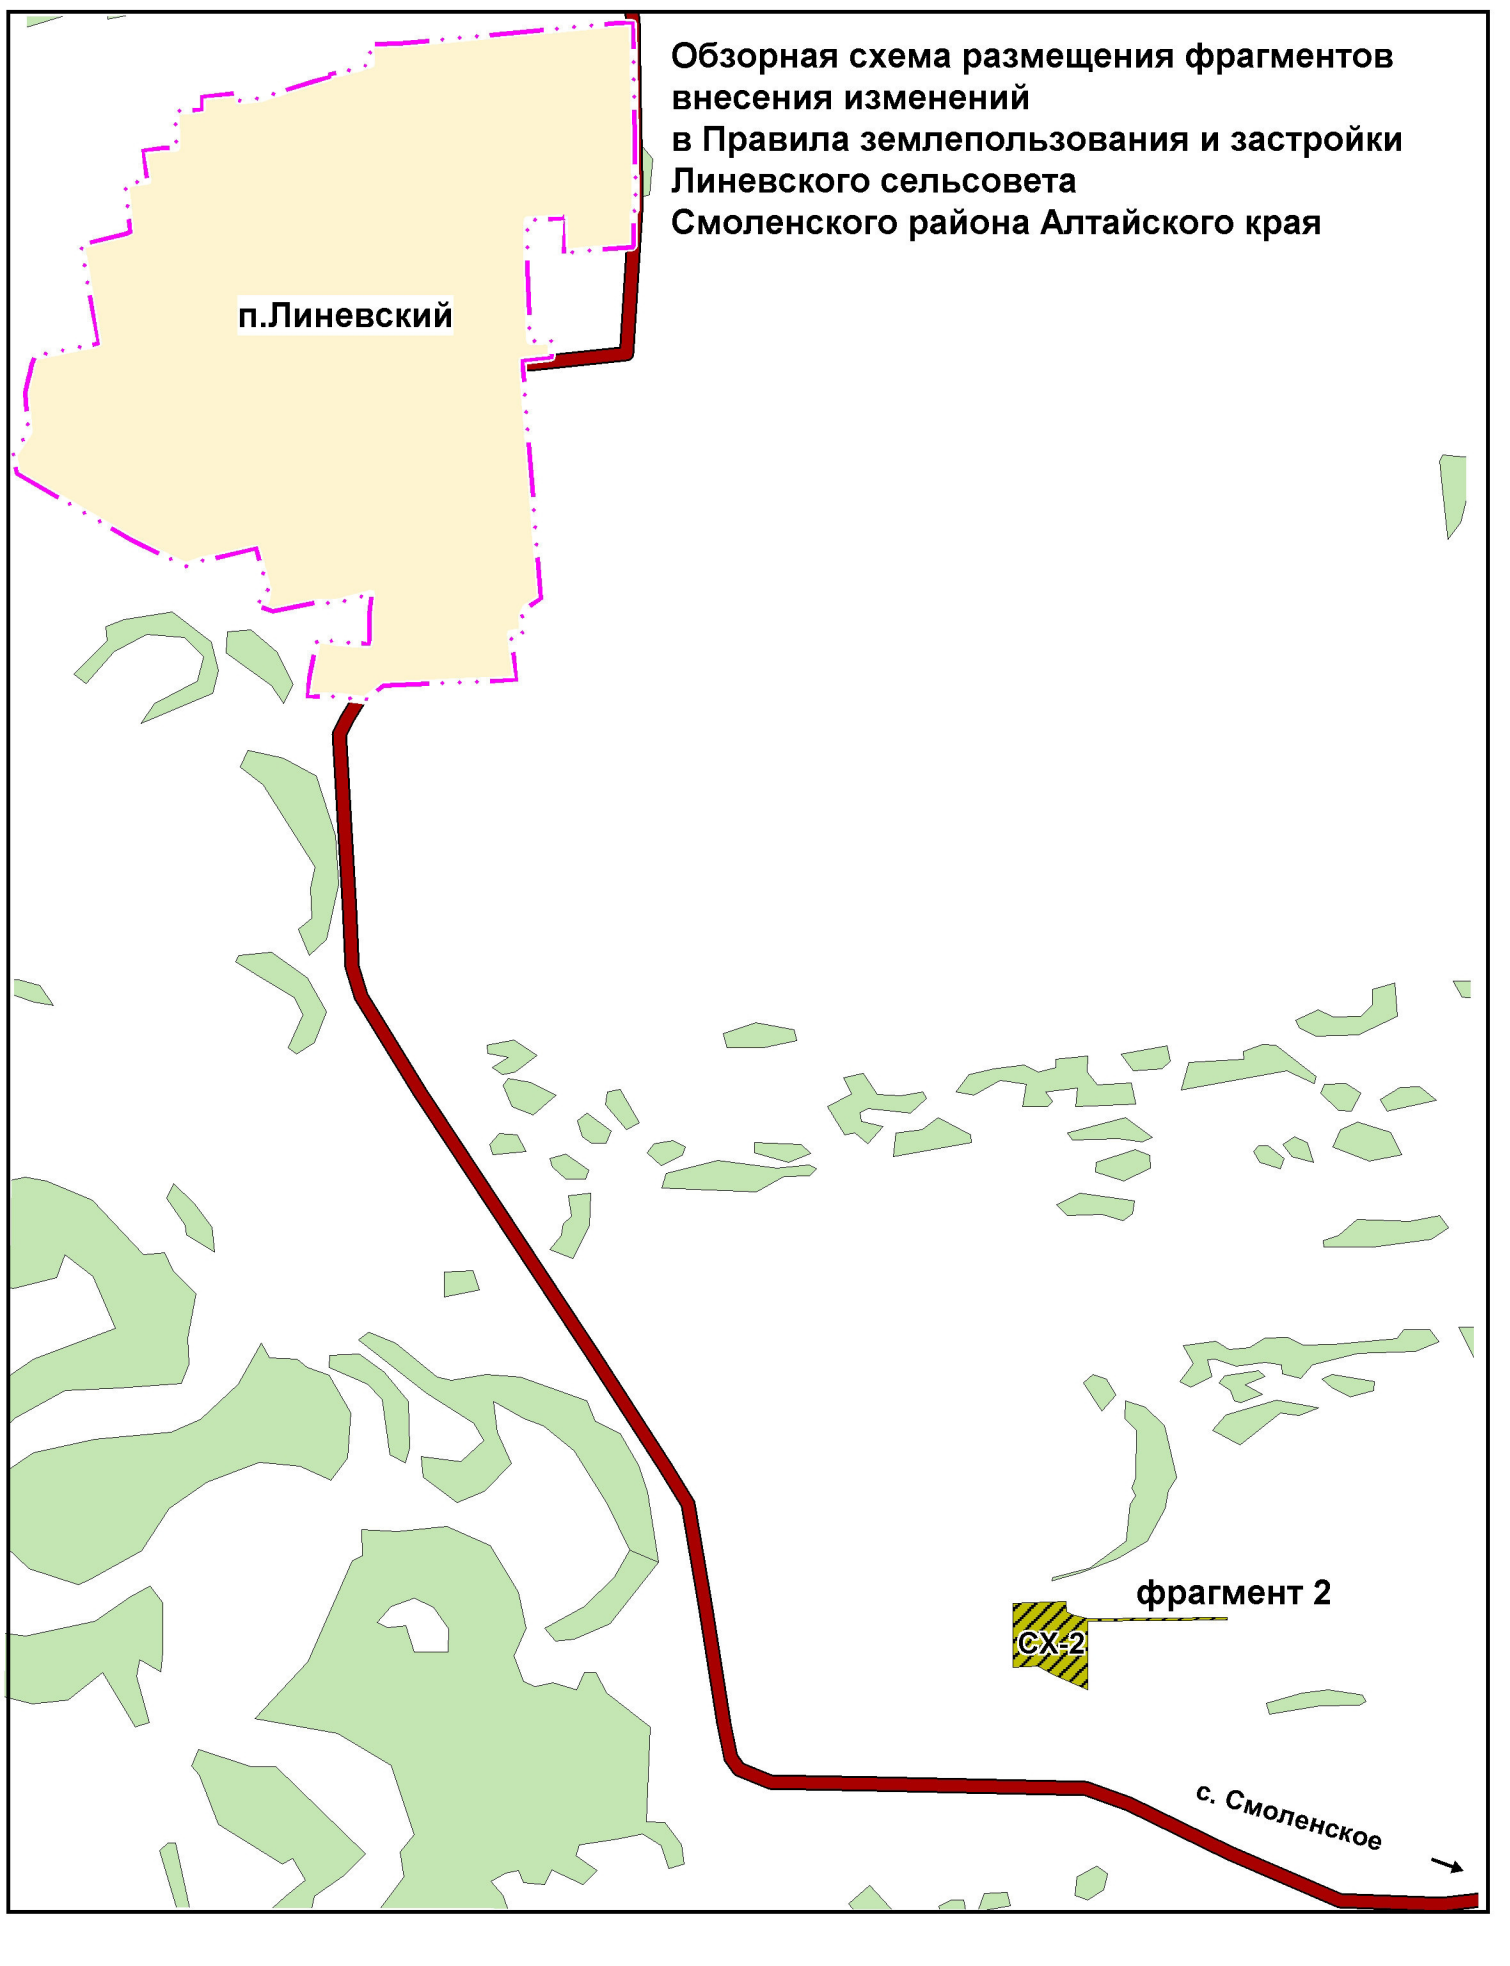 Обзорная схема размещения фрагментов
внесения изменений
в Правила землепользования и застройки
Линевского сельсовета
Смоленского района Алтайского края
п.Линевский
фрагмент 2
СХ-2
с. Смоленское